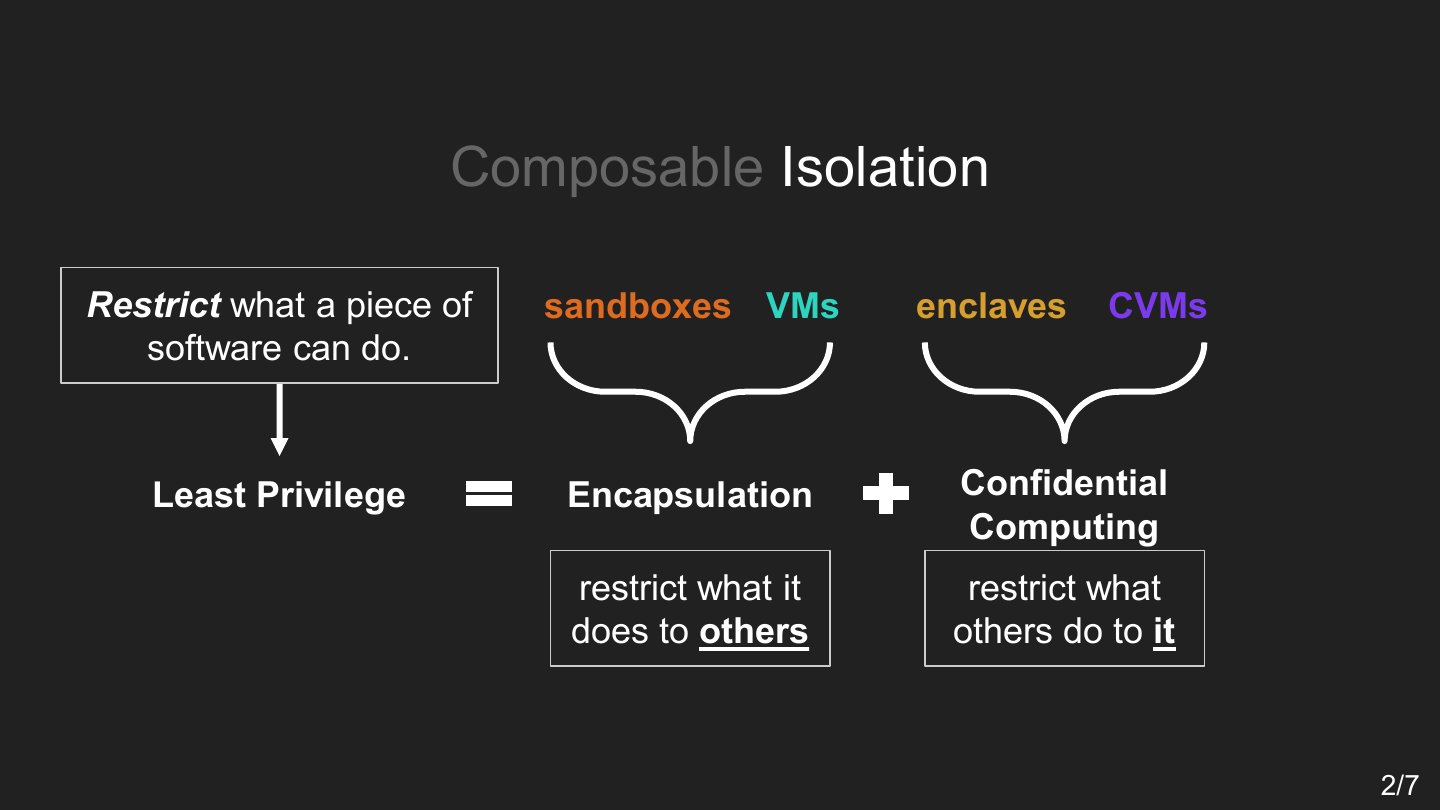 Composable Isolation
Restrict what a piece of
software can do.
sandboxes VMs
enclaves CVMs
Least Privilege
=
Encapsulation
+
Confidential
Computing
restrict what it
does to others
restrict what
others do to it
2/7